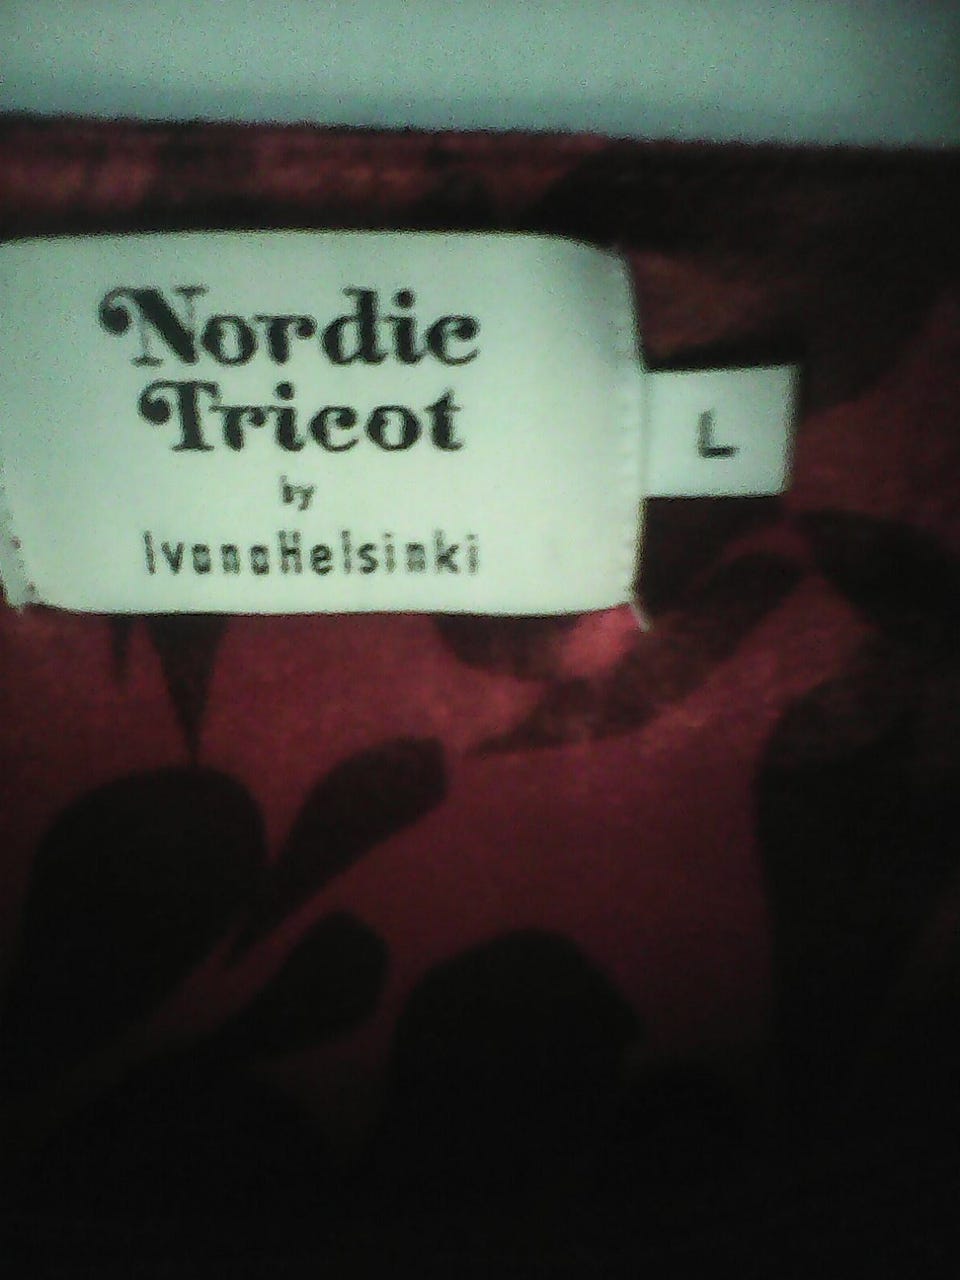 Nordic
Tricot
by
IvanaHelsinki
L